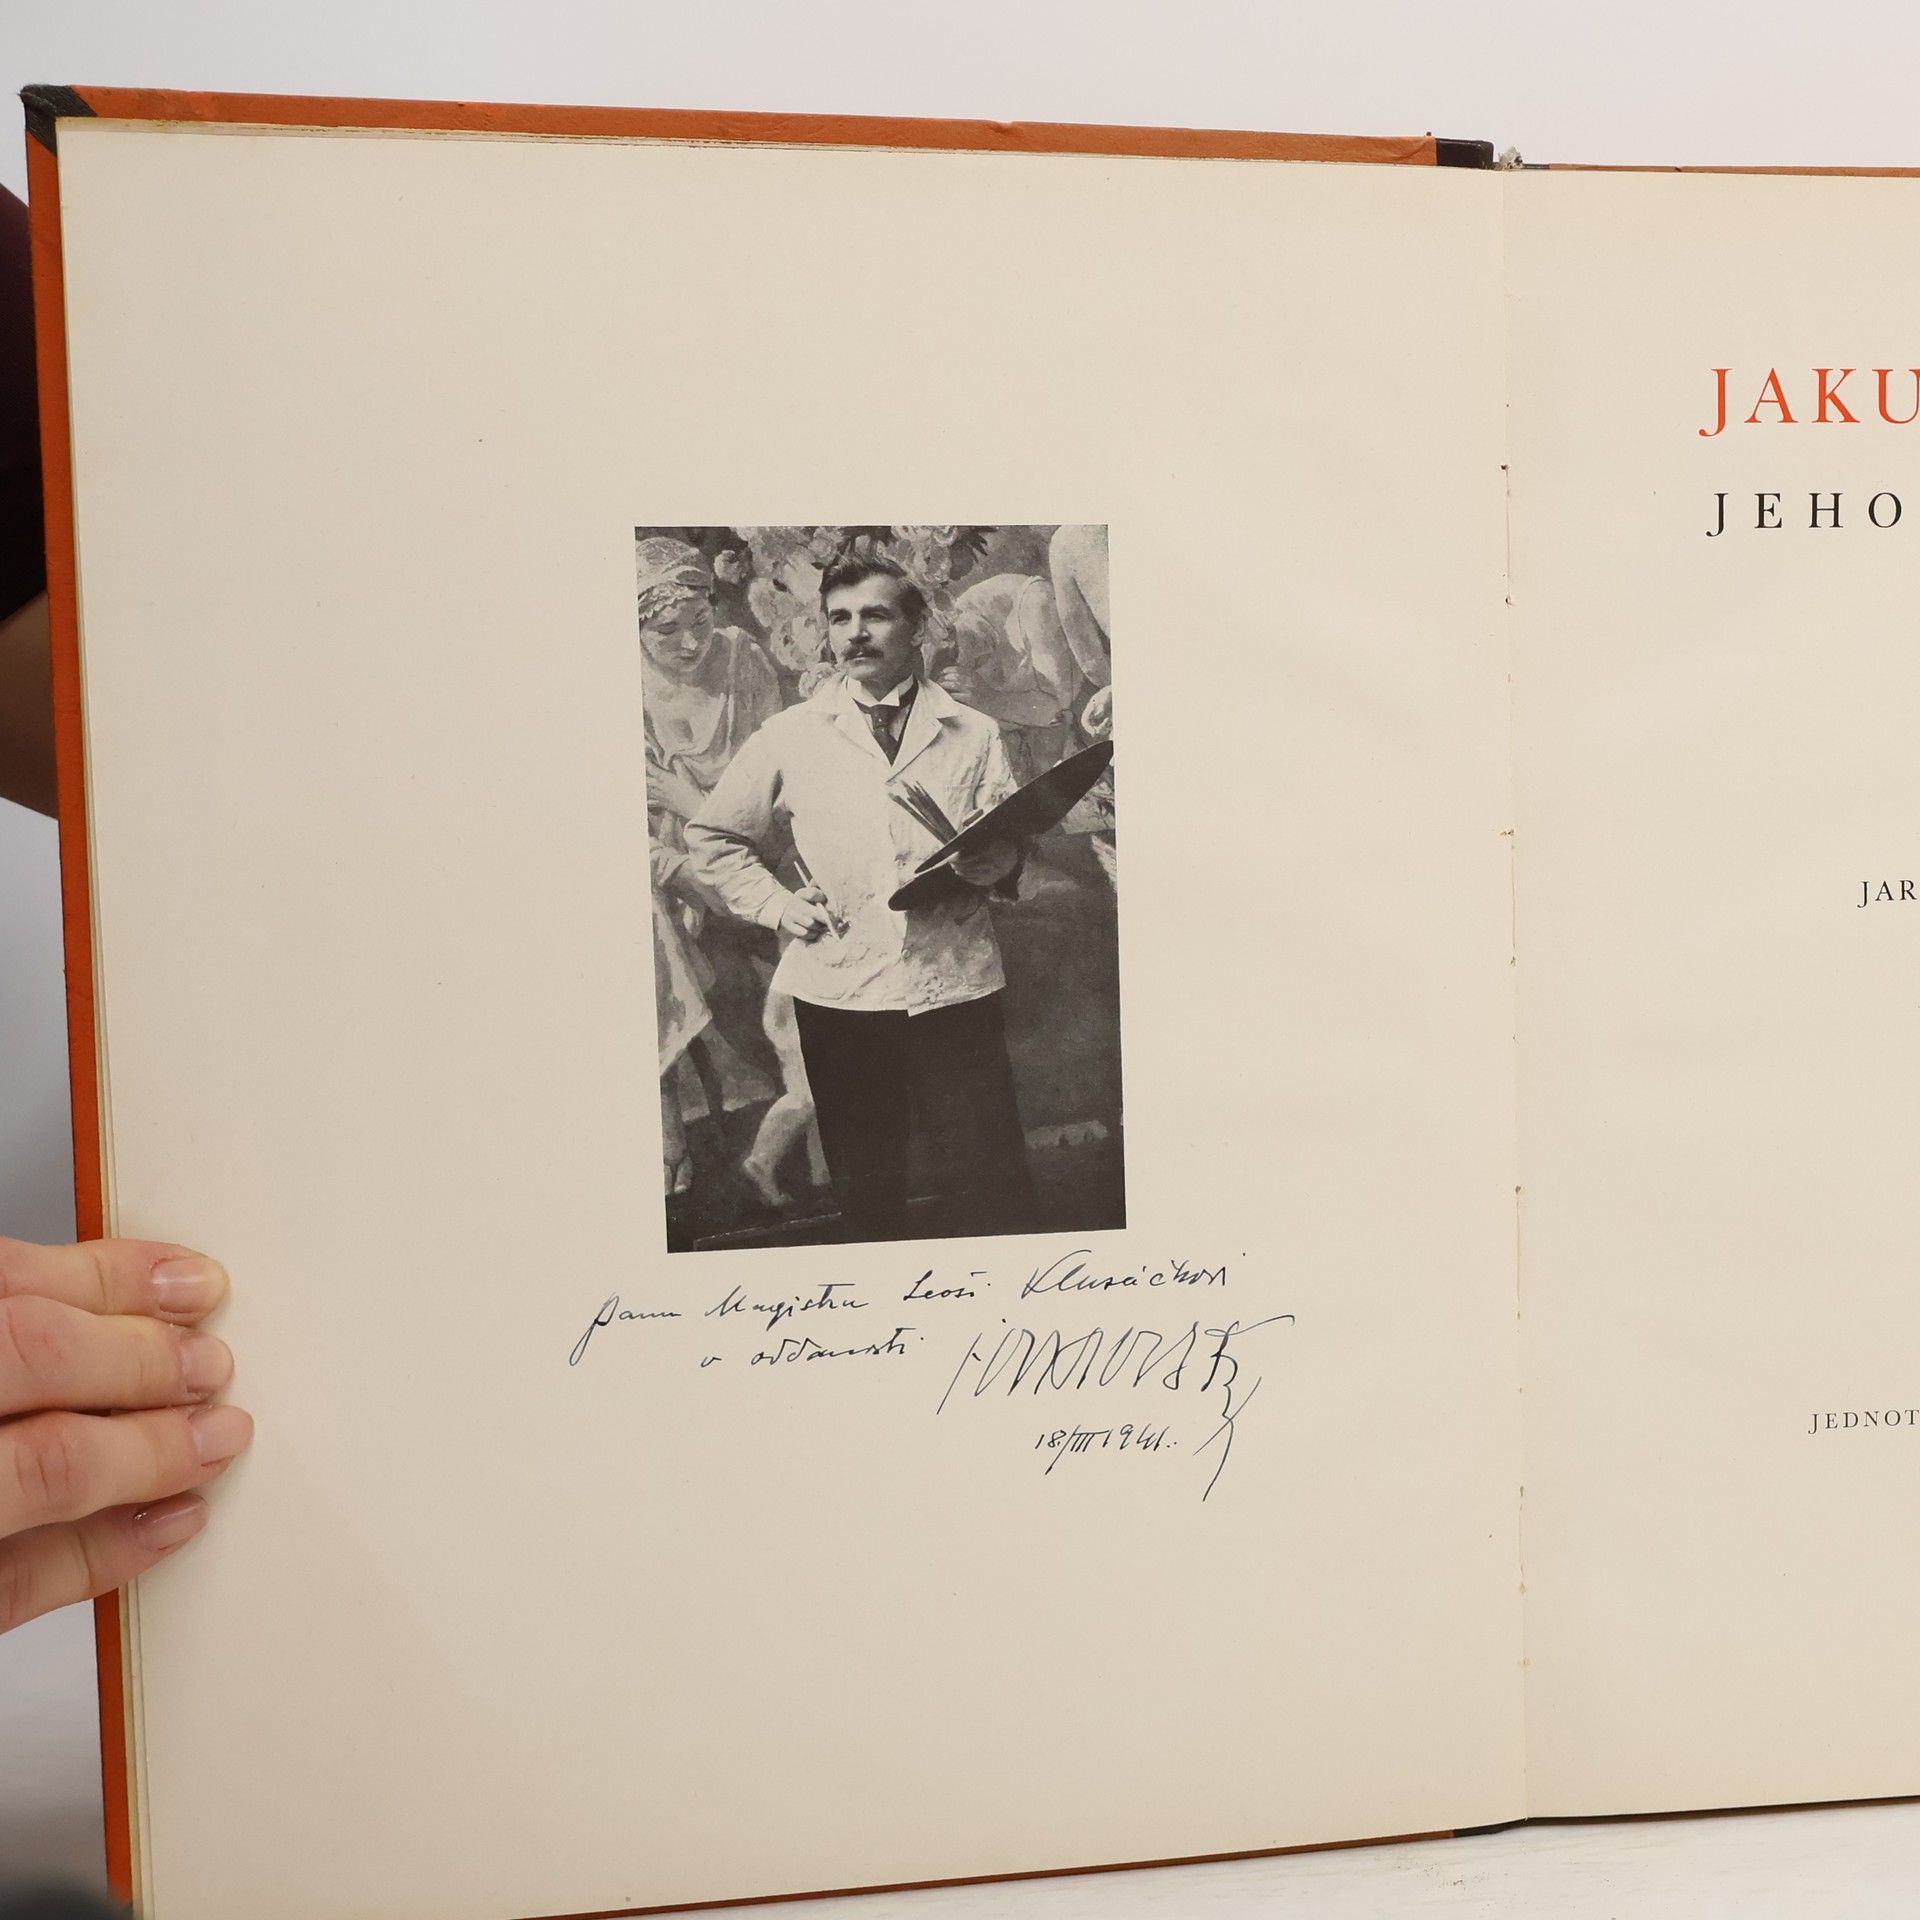 panu Magistru Leoši Klusáčkovi
v oddanosti
18/III 1941.
JAKU
JEHO
JAR
JEDNOT